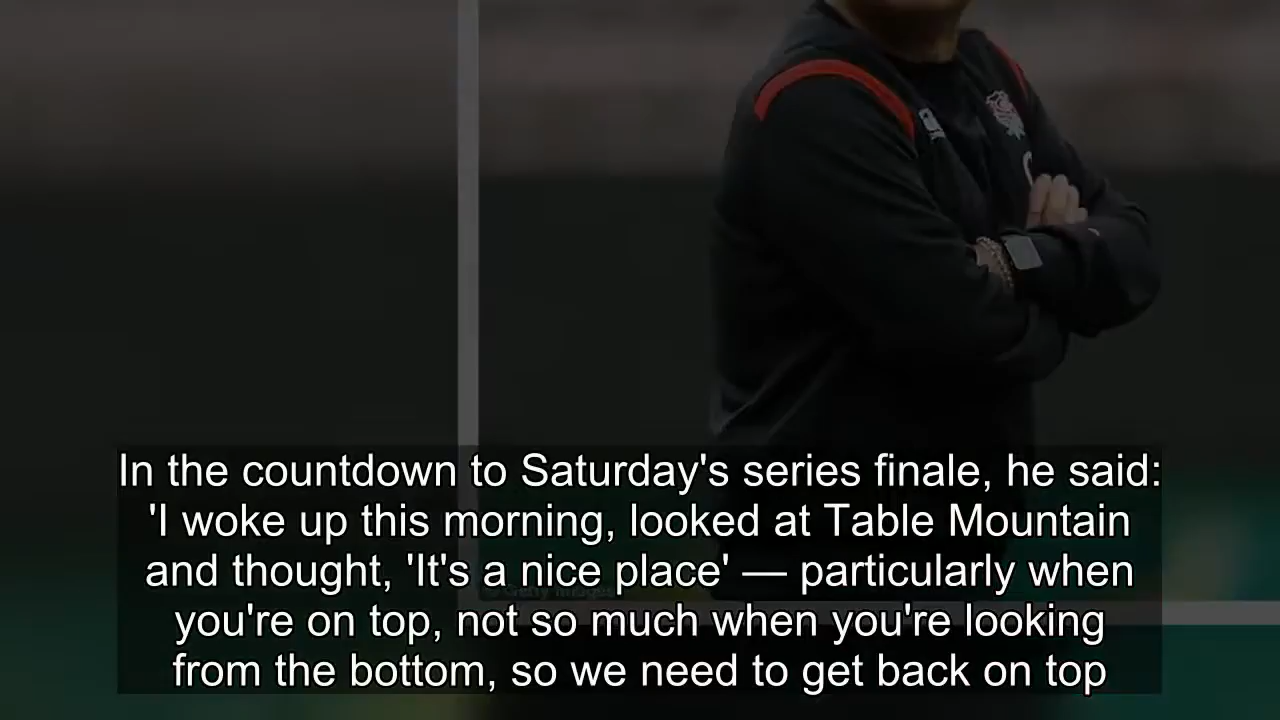 In the countdown to Saturday's series finale, he said:
'I woke up this morning, looked at Table Mountain
and thought, 'It's a nice place' — particularly when
you're on top, not so much when you're looking
from the bottom, so we need to get back on top